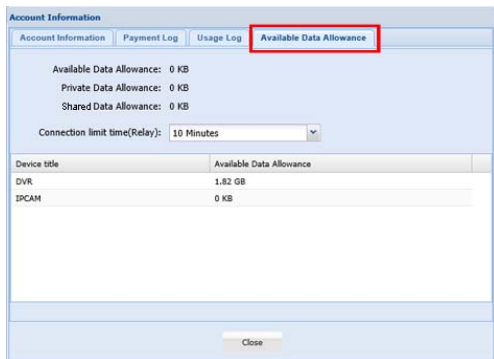 Account Information
Account Information Payment Log Usage Log Available Data Allowance
Available Data Allowance: 0 KB
Private Data Allowance: 0 KB
Shared Data Allowance: 0 KB
Connection limit time(Relay): 10 Minutes
Device title Available Data Allowance
DVR 1.82 GB
IPCAM 0 KB
Close